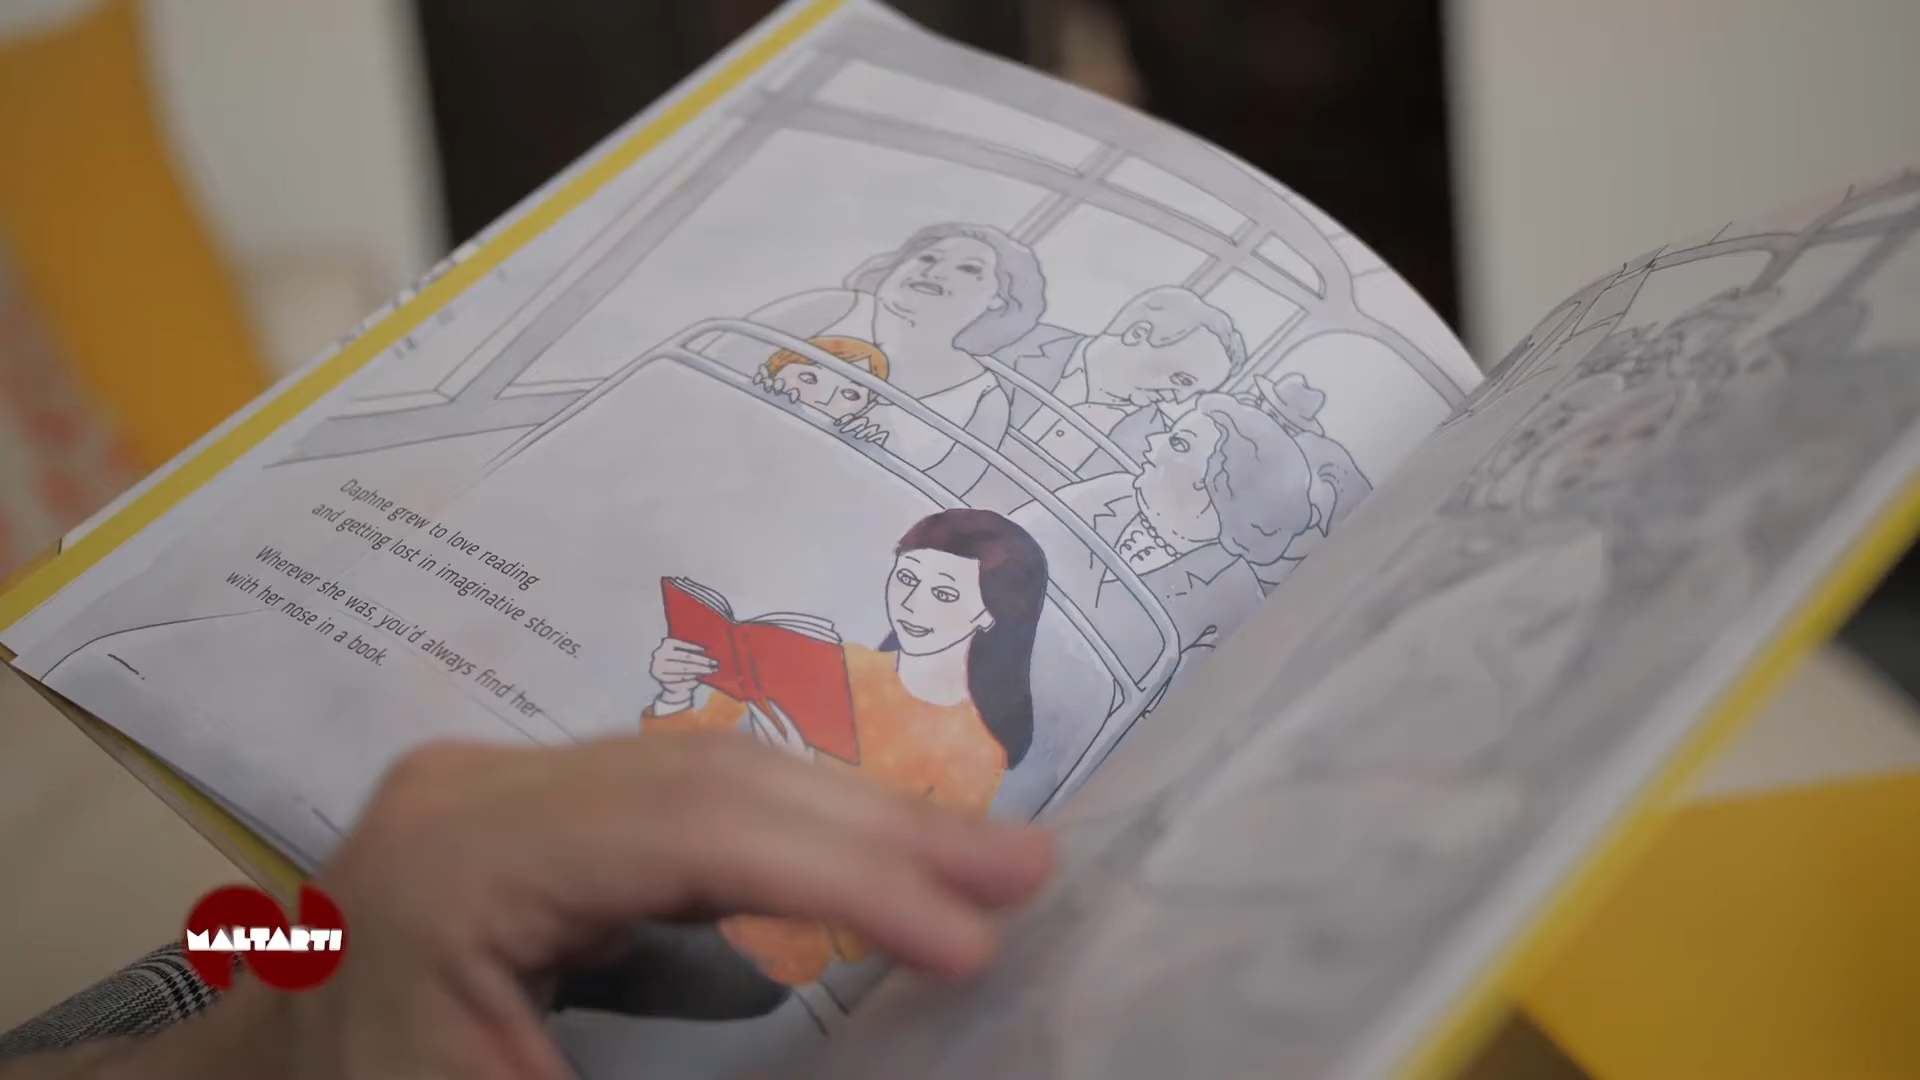 Daphne grew to love reading
and getting lost in imaginative stories.
Wherever she was, you'd always find her
with her nose in a book.
MALTARTI